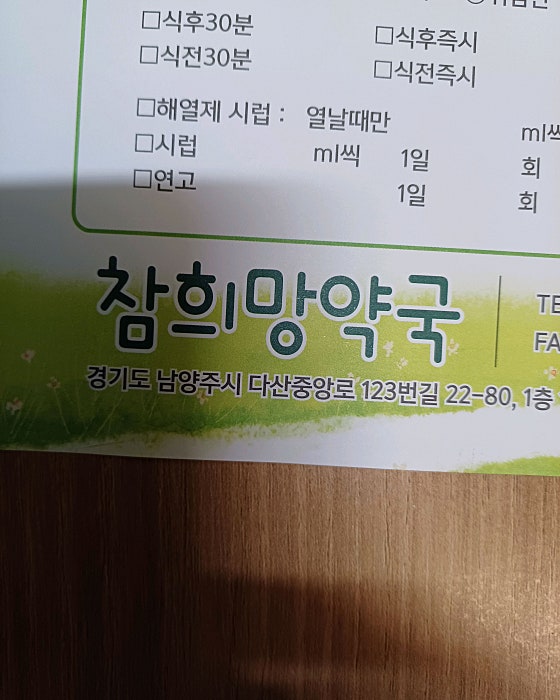 □식후30분 □식후즉시
□식전30분 □식전즉시
□해열제 시럽 : 열날때만 ml씩
□시럽 ml씩 1일 회
□연고 1일 회
참희망약국
경기도 남양주시 다산중앙로 123번길 22-80, 1층